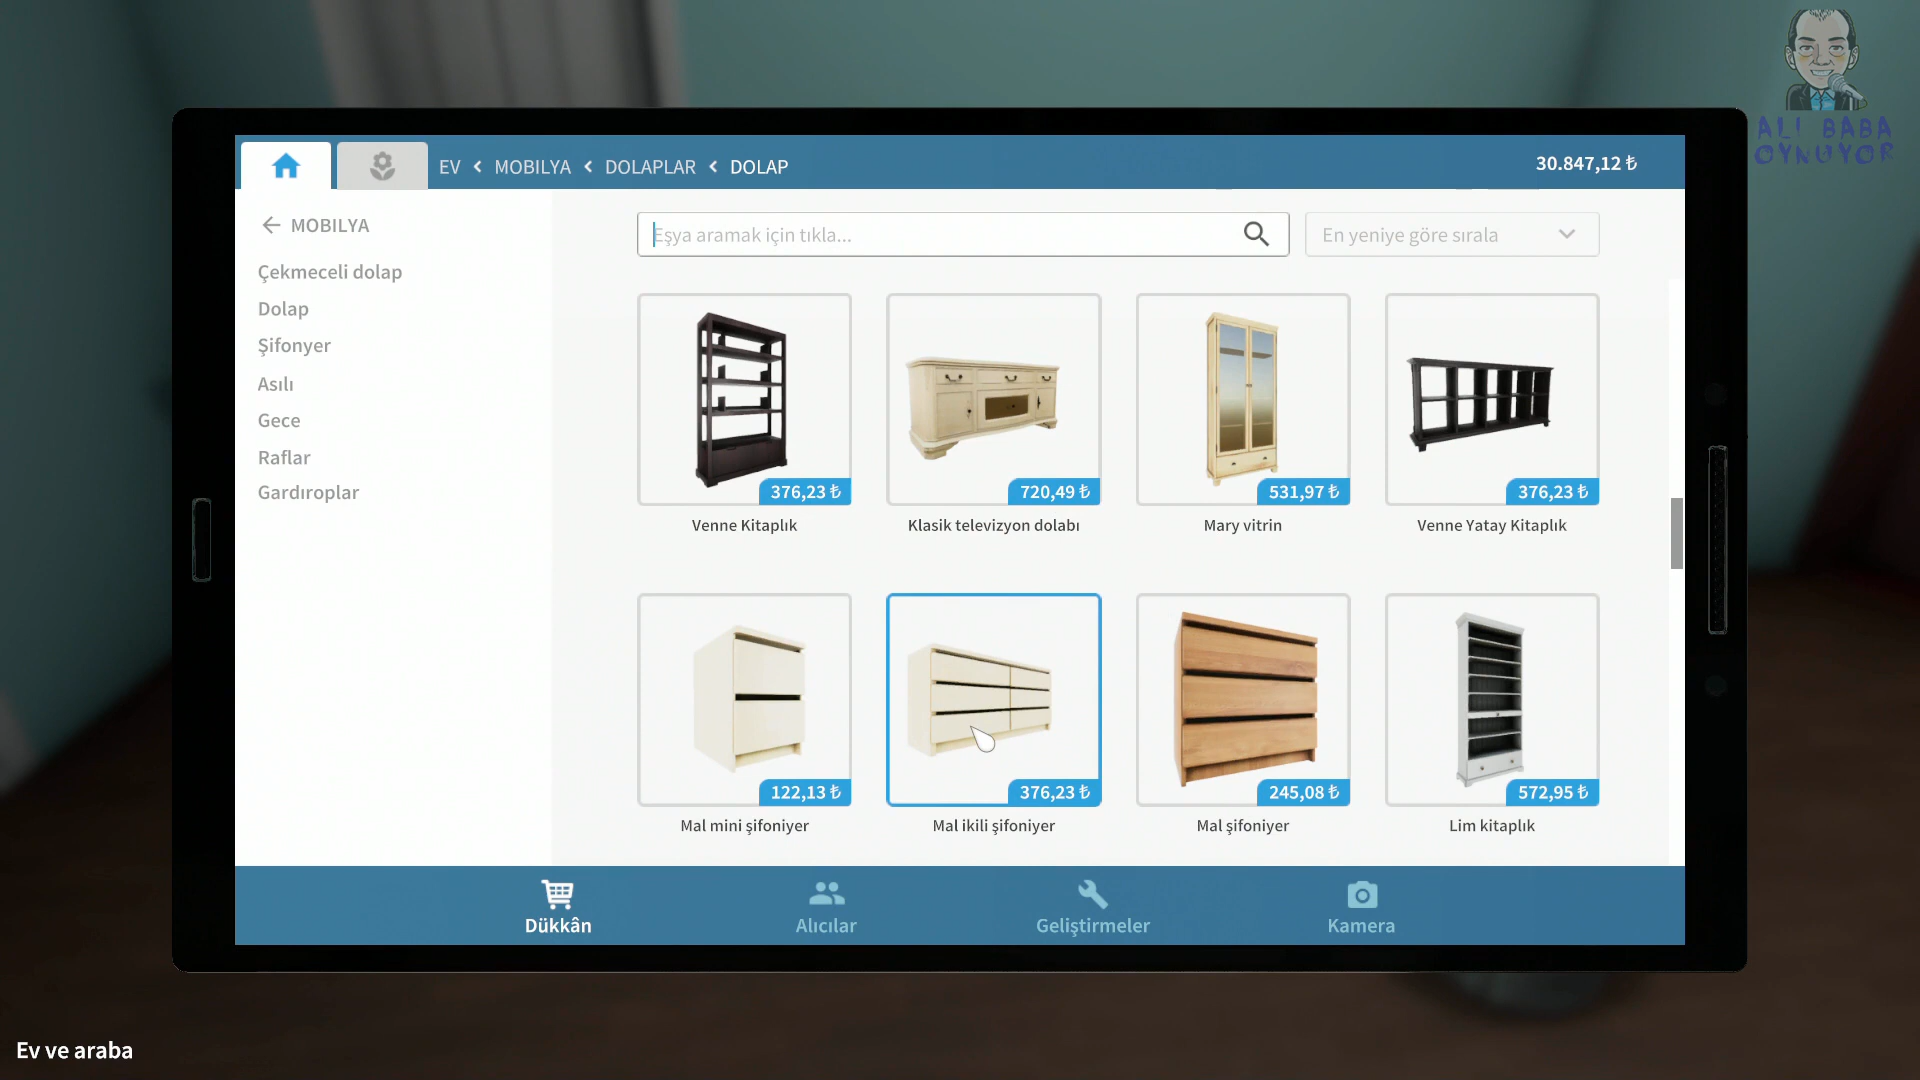 ALI BABA
OYNUYOR
EV < MOBILYA < DOLAPLAR < DOLAP
30.847,12 ₺
MOBILYA
Eşya aramak için tıkla...
En yeniye göre sırala
Çekmeceli dolap
Dolap
Şifonyer
Asılı
Gece
Raflar
Gardıroplar
376,23 ₺
720,49 ₺
531,97 ₺
376,23 ₺
Venne Kitaplık
Klasik televizyon dolabı
Mary vitrin
Venne Yatay Kitaplık
122,13 ₺
376,23 ₺
245,08 ₺
572,95 ₺
Mal mini şifoniyer
Mal ikili şifoniyer
Mal şifoniyer
Lim kitaplık
Dükkân
Alıcılar
Geliştirmeler
Kamera
Ev ve araba